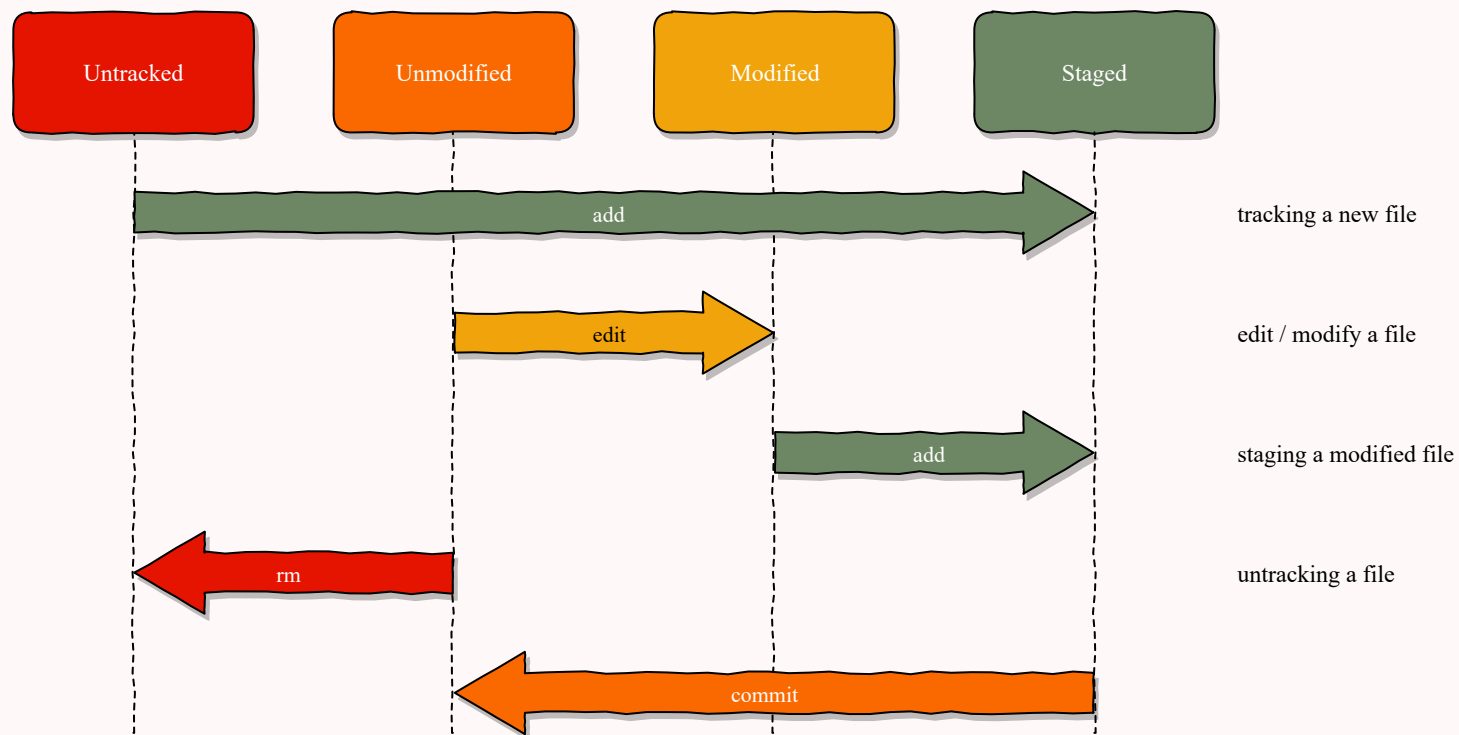 Untracked
Unmodified
Modified
Staged
add
tracking a new file
edit
edit / modify a file
add
staging a modified file
rm
untracking a file
commit